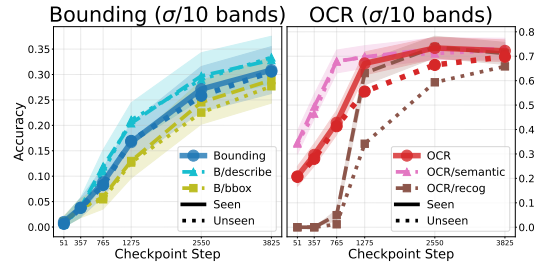 Bounding (σ/10 bands)
Accuracy
0.35
0.30
0.25
0.20
0.15
0.10
0.05
0.00
51 357 765 1275 2550 3825
Checkpoint Step
Bounding
B/describe
B/bbox
Seen
Unseen
OCR (σ/10 bands)
0.8
0.7
0.6
0.5
0.4
0.3
0.2
0.1
0.0
51 357 765 1275 2550 3825
Checkpoint Step
OCR
OCR/semantic
OCR/recog
Seen
Unseen